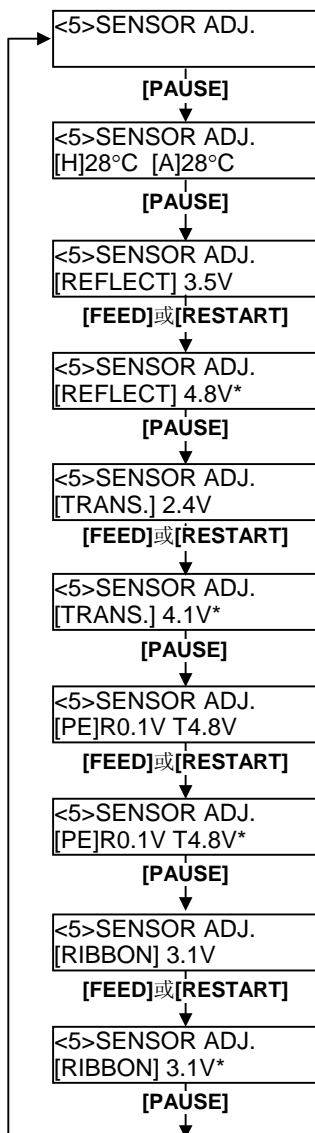 <5>SENSOR ADJ.
[PAUSE]
<5>SENSOR ADJ.
[H]28°C [A]28°C
[PAUSE]
<5>SENSOR ADJ.
[REFLECT] 3.5V
[FEED]或[RESTART]
<5>SENSOR ADJ.
[REFLECT] 4.8V*
[PAUSE]
<5>SENSOR ADJ.
[TRANS.] 2.4V
[FEED]或[RESTART]
<5>SENSOR ADJ.
[TRANS.] 4.1V*
[PAUSE]
<5>SENSOR ADJ.
[PE]R0.1V T4.8V
[FEED]或[RESTART]
<5>SENSOR ADJ.
[PE]R0.1V T4.8V*
[PAUSE]
<5>SENSOR ADJ.
[RIBBON] 3.1V
[FEED]或[RESTART]
<5>SENSOR ADJ.
[RIBBON] 3.1V*
[PAUSE]